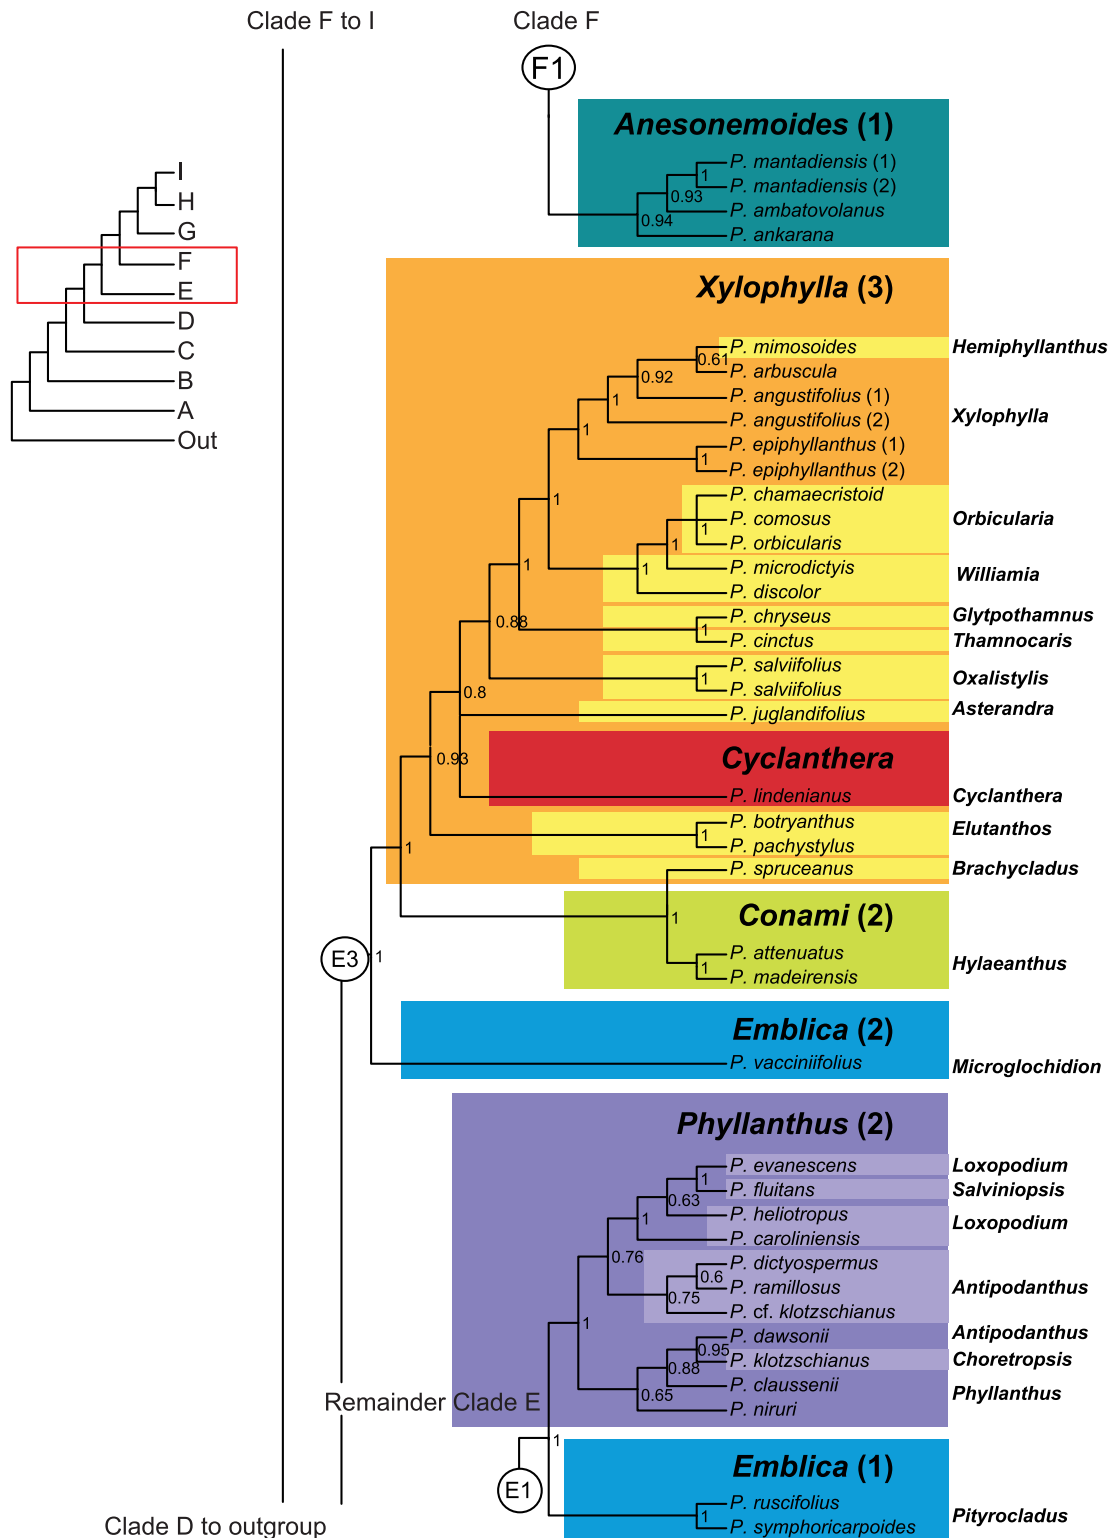 Clade F to I
Clade F
F1
Anesonemoides (1)
P. mantadiensis (1)
1
P. mantadiensis (2)
0.93
P. ambatovolanus
0.94
P. ankarana
I
H
G
F
E
D
C
B
A
Out
Xylophylla (3)
P. mimosoides
Hemiphyllanthus
0.61
P. arbuscula
0.92
P. angustifolius (1)
Xylophylla
1
P. angustifolius (2)
1
P. epiphyllanthus (1)
1
P. epiphyllanthus (2)
1
P. chamaecristoid
P. comosus
Orbicularia
1
P. orbicularis
1
P. microdictyis
Williamia
1
P. discolor
1
P. chryseus
Glytpothamnus
1
P. cinctus
Thamnocaris
0.88
P. salviifolius
1
Oxalistylis
P. salviifolius
0.8
P. juglandifolius
Asterandra
Cyclanthera
0.93
P. lindenianus
Cyclanthera
P. botryanthus
1
Elutanthos
P. pachystylus
1
P. spruceanus
Brachycladus
Conami (2)
1
P. attenuatus
1
Hylaeanthus
P. madeirensis
E3
1
Emblica (2)
P. vacciniifolius
Microglochidion
Phyllanthus (2)
P. evanescens
Loxopodium
1
P. fluitans
Salviniopsis
0.63
P. heliotropus
Loxopodium
1
P. caroliniensis
0.76
P. dictyospermus
0.6
P. ramillosus
Antipodanthus
0.75
P. cf. klotzschianus
1
P. dawsonii
Antipodanthus
0.95
P. klotzschianus
Choretropsis
0.88
P. claussenii
Phyllanthus
0.65
P. niruri
Remainder Clade E
1
E1
Emblica (1)
P. ruscifolius
1
Pityrocladus
P. symphoricarpoides
Clade D to outgroup